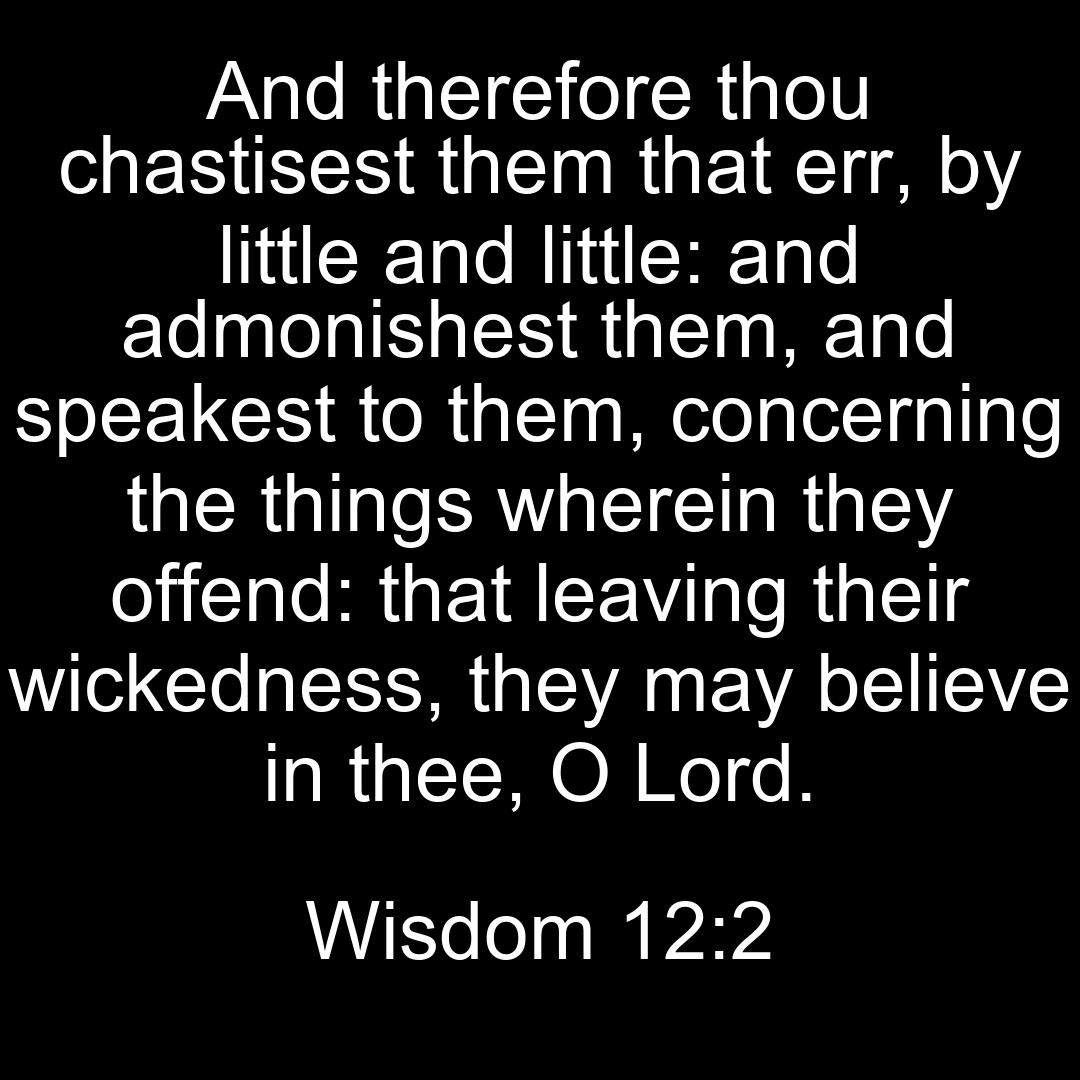 And therefore thou
chastisest them that err, by
little and little: and
admonishest them, and
speakest to them, concerning
the things wherein they
offend: that leaving their
wickedness, they may believe
in thee, O Lord.
Wisdom 12:2